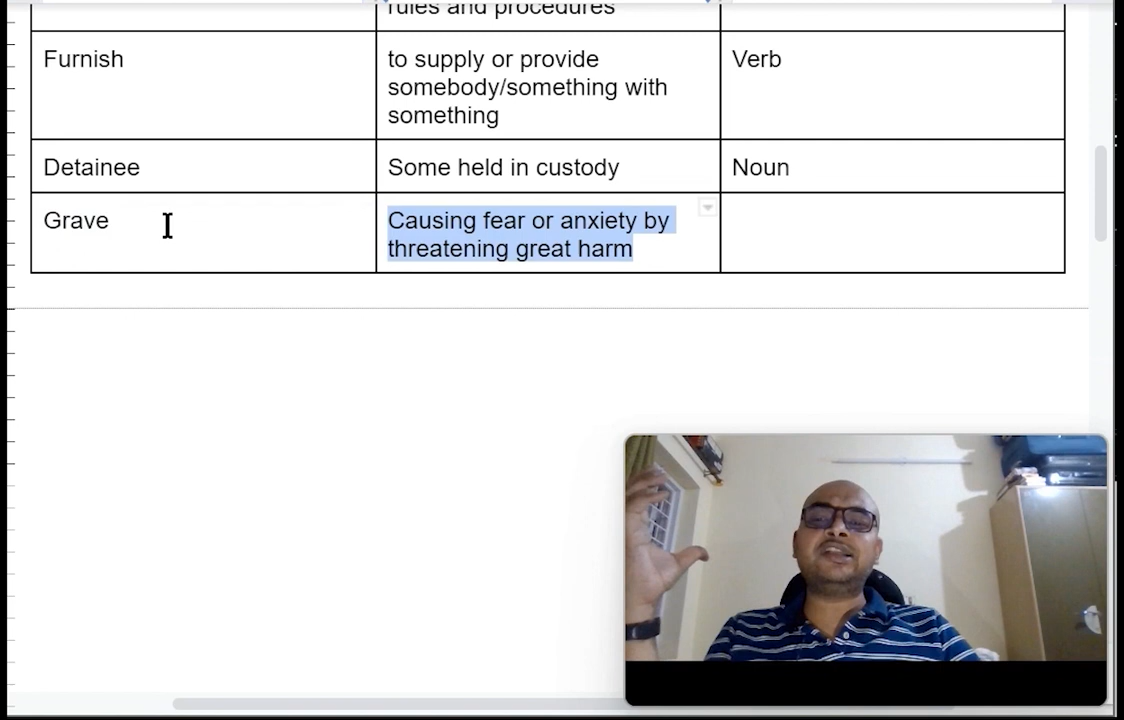 rules and procedures
Furnish
to supply or provide
somebody/something with
something
Verb
Detainee
Some held in custody
Noun
Grave
Causing fear or anxiety by
threatening great harm